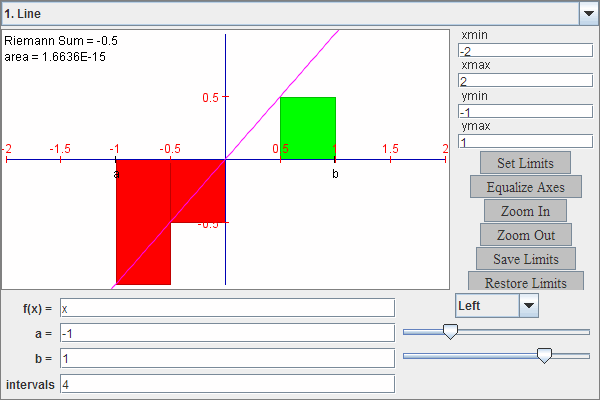 1. Line
Riemann Sum = -0.5
area = 1.6636E-15
0.5
-2 -1.5 -1 -0.5 0.5 1 1.5 2
a b
-0.5
xmin
-2
xmax
2
ymin
-1
ymax
1
Set Limits
Equalize Axes
Zoom In
Zoom Out
Save Limits
Restore Limits
Left
f(x) = x
a = -1
b = 1
intervals 4